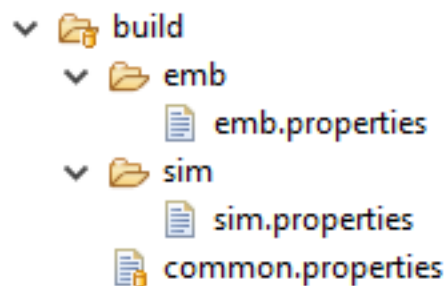 build
emb
emb.properties
sim
sim.properties
common.properties